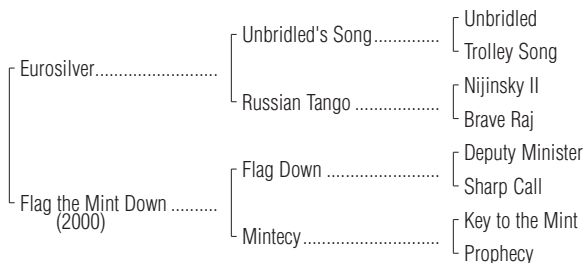 Unbridled
Unbridled's Song..............
Trolley Song
Eurosilver..........................
Nijinsky II
Russian Tango ..................
Brave Raj
Deputy Minister
Flag Down ........................
Sharp Call
Flag the Mint Down ..........
(2000)
Key to the Mint
Mintecy.............................
Prophecy